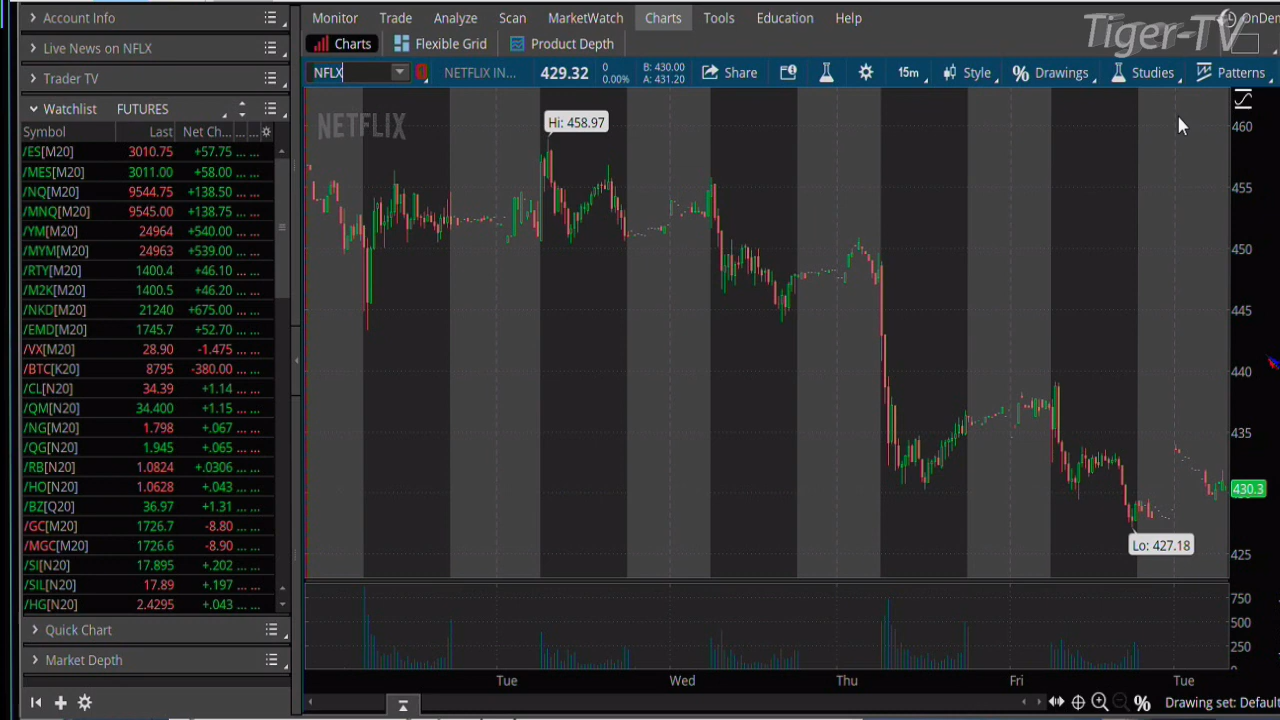 Account Info
Monitor Trade Analyze Scan MarketWatch Charts Tools Education Help
OnDem
Tiger-TV
Live News on NFLX
Charts Flexible Grid Product Depth
Trader TV
NFLX NETFLIX IN... 429.32 0 0.00% B: 430.00 A: 431.20 Share 15m Style % Drawings Studies Patterns
Watchlist FUTURES
Symbol Last Net Ch... ... ...
/ES[M20] 3010.75 +57.75 ... ...
/MES[M20] 3011.00 +58.00 ... ...
/NQ[M20] 9544.75 +138.50 ... ...
/MNQ[M20] 9545.00 +138.75 ... ...
/YM[M20] 24964 +540.00 ... ...
/MYM[M20] 24963 +539.00 ... ...
/RTY[M20] 1400.4 +46.10 ... ...
/M2K[M20] 1400.5 +46.20 ... ...
/NKD[M20] 21240 +675.00 ... ...
/EMD[M20] 1745.7 +52.70 ... ...
/VX[M20] 28.90 -1.475 ... ...
/BTC[K20] 8795 -380.00 ... ...
/CL[N20] 34.39 +1.14 ... ...
/QM[N20] 34.400 +1.15 ... ...
/NG[M20] 1.798 +.067 ... ...
/QG[N20] 1.945 +.065 ... ...
/RB[N20] 1.0824 +.0306 ... ...
/HO[N20] 1.0628 +.043 ... ...
/BZ[Q20] 36.97 +1.31 ... ...
/GC[M20] 1726.7 -8.80 ... ...
/MGC[M20] 1726.6 -8.90 ... ...
/SI[N20] 17.895 +.202 ... ...
/SIL[N20] 17.89 +.197 ... ...
/HG[N20] 2.4295 +.043 ... ...
Quick Chart
Market Depth
NETFLIX
Hi: 458.97
Lo: 427.18
460
455
450
445
440
435
430.3
425
750
500
250
0
Tue Wed Thu Fri Tue
% Drawing set: Default